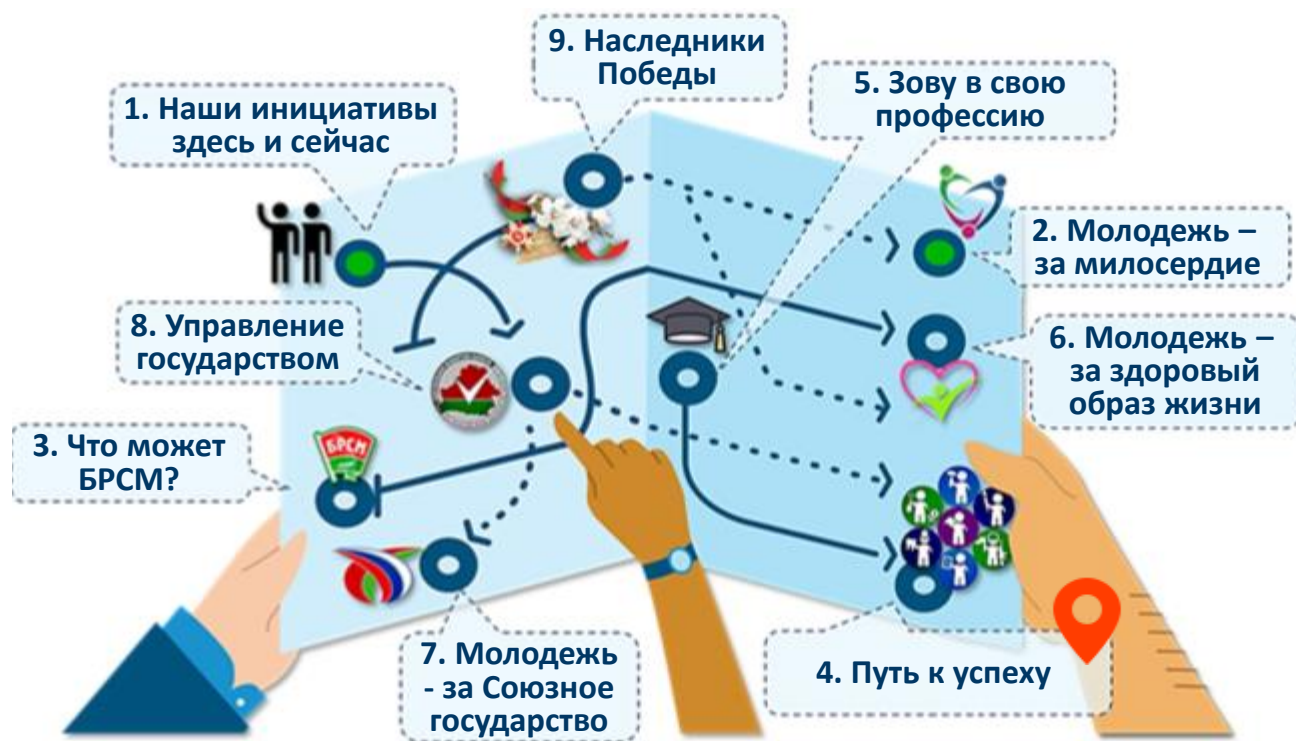 9. Наследники
Победы
5. Зову в свою
профессию
1. Наши инициативы
здесь и сейчас
2. Молодежь –
за милосердие
8. Управление
государством
6. Молодежь –
за здоровый
образ жизни
3. Что может
БРСМ?
БРСМ
7. Молодежь
- за Союзное
государство
4. Путь к успеху